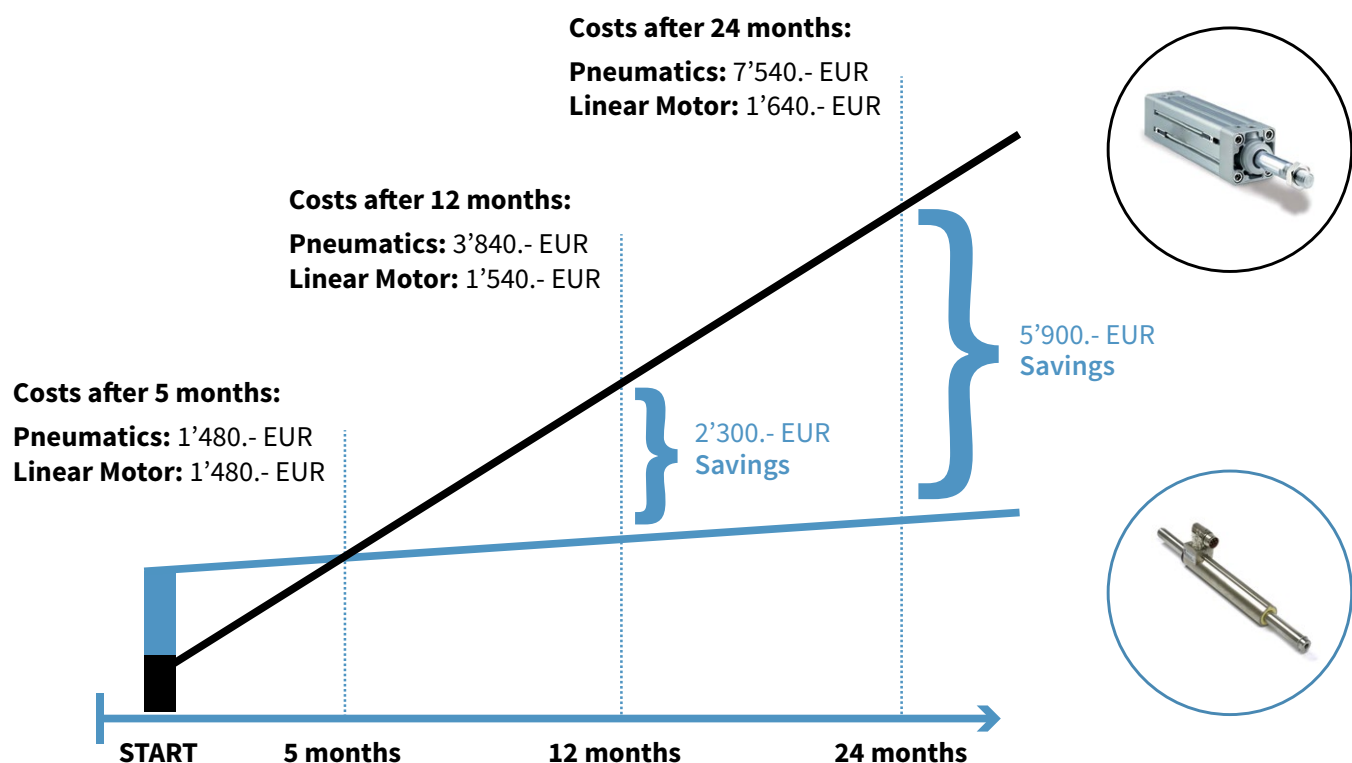 Costs after 24 months:
Pneumatics: 7’540.- EUR
Linear Motor: 1’640.- EUR
Costs after 12 months:
Pneumatics: 3’840.- EUR
Linear Motor: 1’540.- EUR
5’900.- EUR
Savings
Costs after 5 months:
Pneumatics: 1’480.- EUR
Linear Motor: 1’480.- EUR
2’300.- EUR
Savings
START
5 months
12 months
24 months